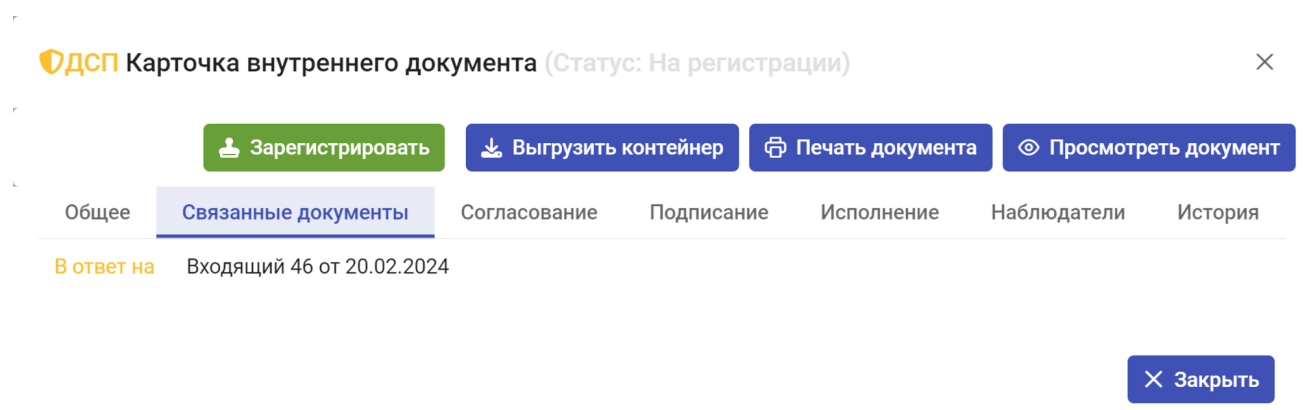 ДСП Карточка внутреннего документа (Статус: На регистрации)
Зарегистрировать Выгрузить контейнер Печать документа Просмотреть документ
Общее Связанные документы Согласование Подписание Исполнение Наблюдатели История
В ответ на Входящий 46 от 20.02.2024
Закрыть